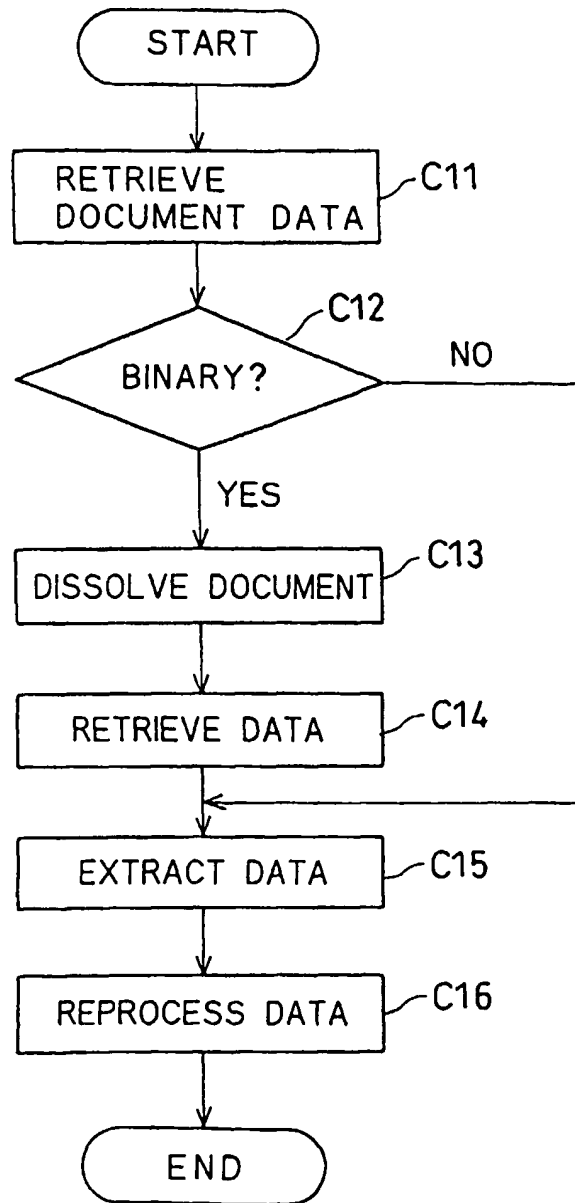 START
RETRIEVE
DOCUMENT DATA
C11
C12
BINARY?
NO
YES
C13
DISSOLVE DOCUMENT
C14
RETRIEVE DATA
C15
EXTRACT DATA
C16
REPROCESS DATA
END